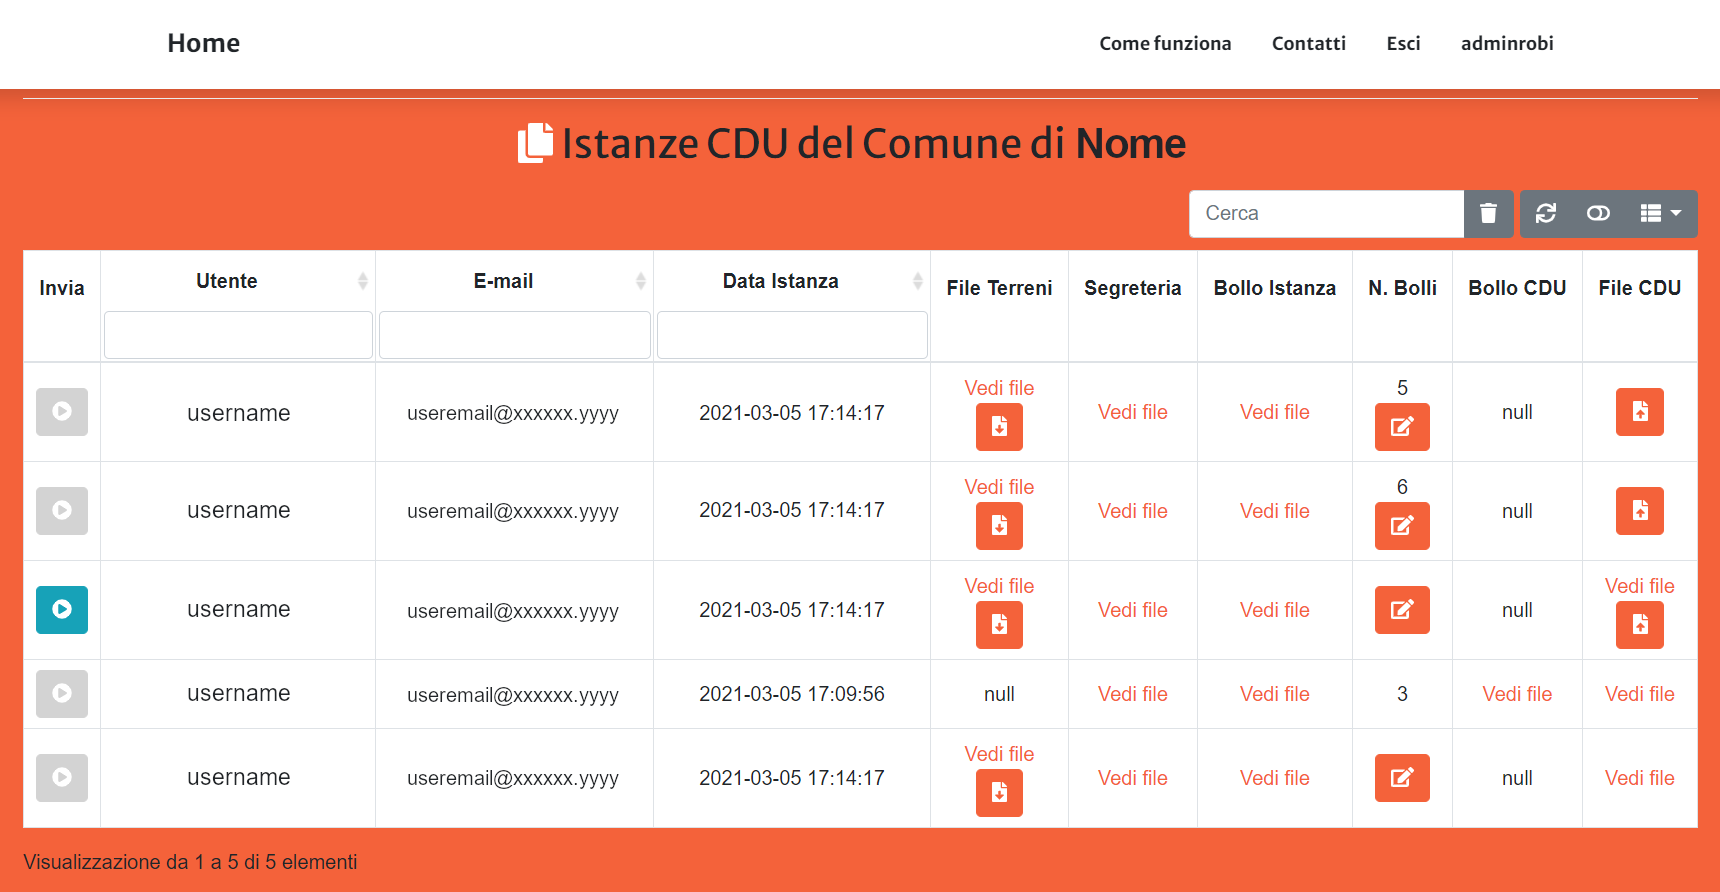 Home Come funziona Contatti Esci adminrobi
Istanze CDU del Comune di Nome
Cerca
Invia Utente E-mail Data Istanza File Terreni Segreteria Bollo Istanza N. Bolli Bollo CDU File CDU
username useremail@xxxxxx.yyyy 2021-03-05 17:14:17 Vedi file Vedi file Vedi file 5 null
username useremail@xxxxxx.yyyy 2021-03-05 17:14:17 Vedi file Vedi file Vedi file 6 null
username useremail@xxxxxx.yyyy 2021-03-05 17:14:17 Vedi file Vedi file Vedi file null Vedi file
username useremail@xxxxxx.yyyy 2021-03-05 17:09:56 null Vedi file Vedi file 3 Vedi file Vedi file
username useremail@xxxxxx.yyyy 2021-03-05 17:14:17 Vedi file Vedi file Vedi file null Vedi file
Visualizzazione da 1 a 5 di 5 elementi